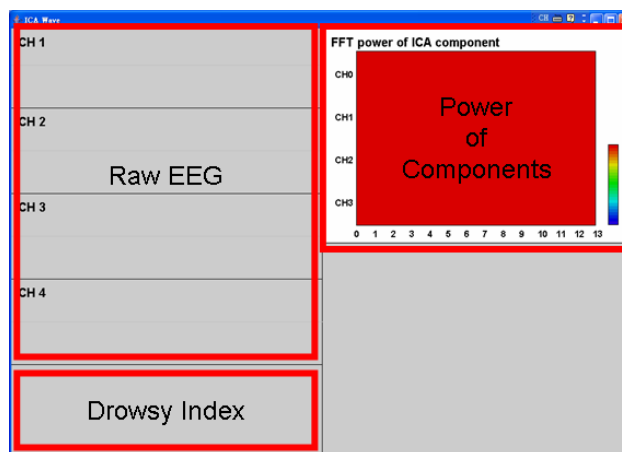 ICA Wave
CH
CH 1
CH 2
Raw EEG
CH 3
CH 4
Drowsy Index
FFT power of ICA component
CH0
CH1
CH2
CH3
Power
of
Components
0 1 2 3 4 5 6 7 8 9 10 11 12 13